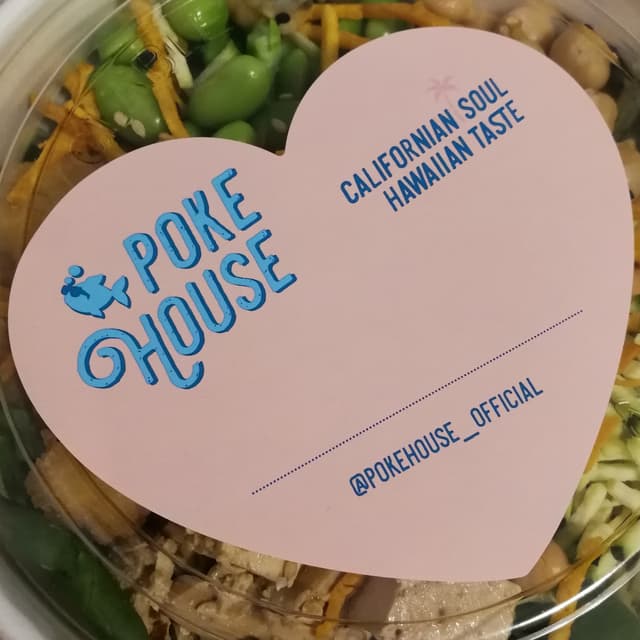 POKE
HOUSE
CALIFORNIAN SOUL
HAWAIIAN TASTE
@POKEHOUSE_OFFICIAL